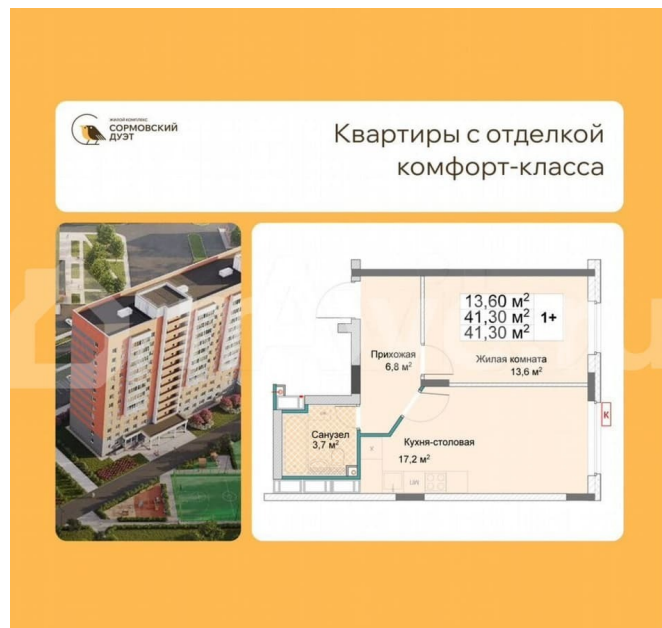 ЖИЛОЙ КОМПЛЕКС
СОРМОВСКИЙ
ДУЭТ
Квартиры с отделкой
комфорт-класса
13,60 м²
41,30 м² 1+
41,30 м²
Прихожая
6,8 м²
Жилая комната
13,6 м²
К
Санузел
3,7 м²
Кухня-столовая
17,2 м²